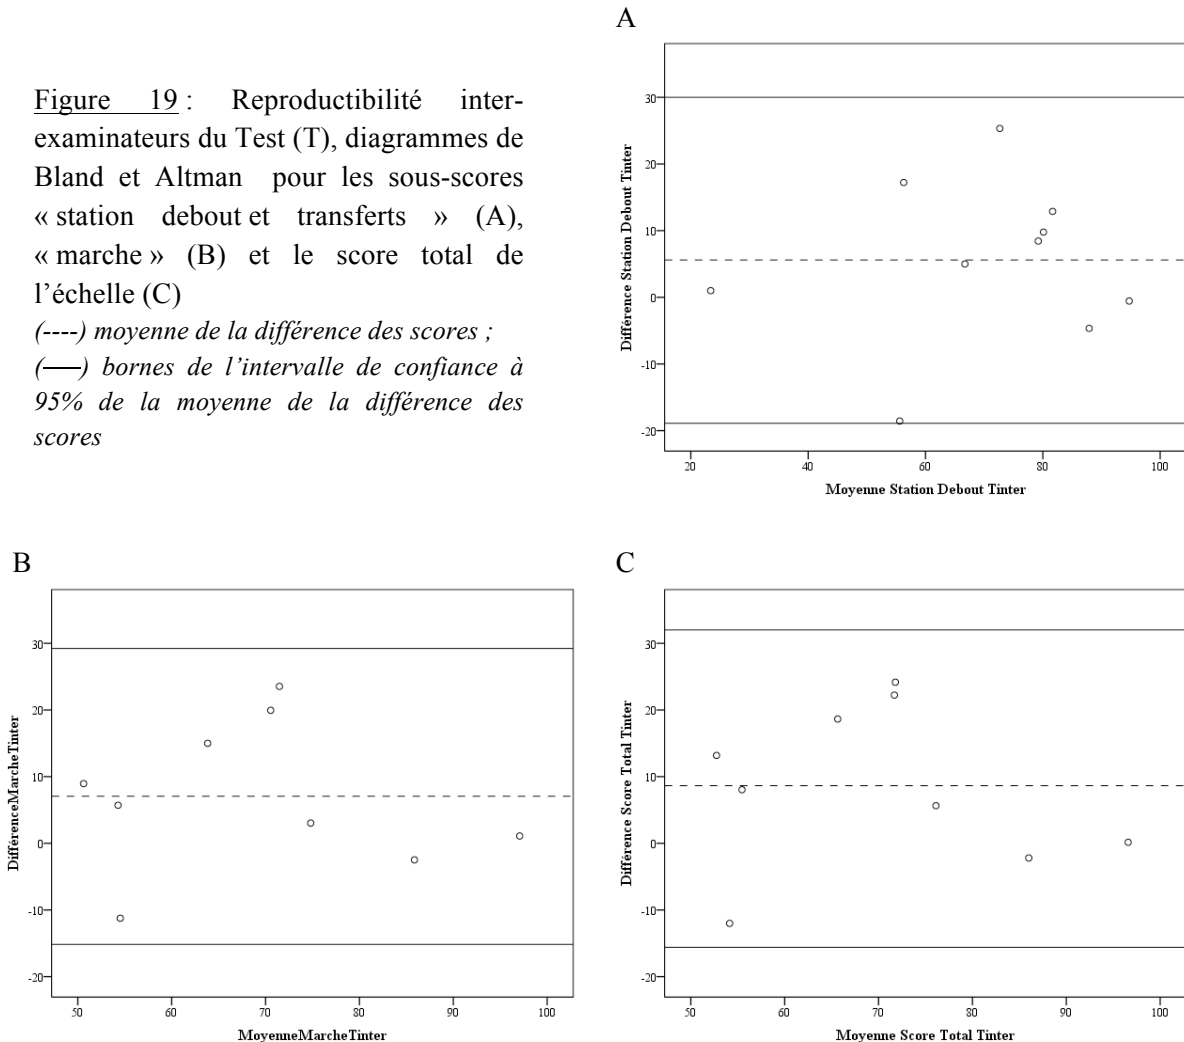 Figure 19 : Reproductibilité inter-
examinateurs du Test (T), diagrammes de
Bland et Altman pour les sous-scores
« station debout et transferts » (A),
« marche » (B) et le score total de
l'échelle (C)
(----) moyenne de la différence des scores ;
(——) bornes de l'intervalle de confiance à
95% de la moyenne de la différence des
scores
A
Différence Station Debout Tinter
30
20
10
0
-10
-20
20 40 60 80 100
Moyenne Station Debout Tinter
B
DifférenceMarcheTinter
30
20
10
0
-10
-20
50 60 70 80 90 100
MoyenneMarcheTinter
C
Différence Score Total Tinter
30
20
10
0
-10
-20
50 60 70 80 90 100
Moyenne Score Total Tinter